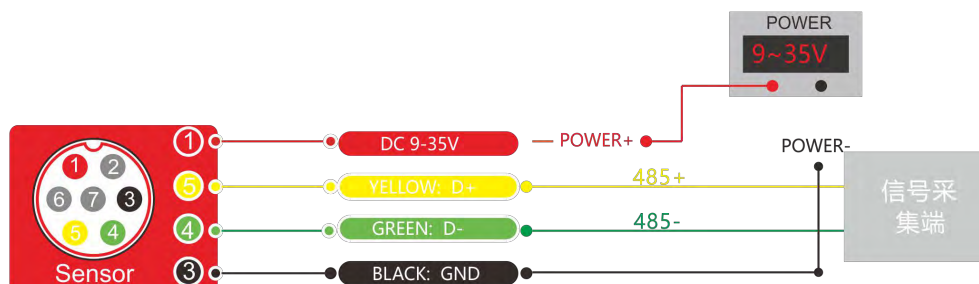 POWER
9~35V
1
DC 9-35V
POWER+
POWER-
1 2
6 7 3
5 4
Sensor
5
YELLOW: D+
485+
4
GREEN: D-
485-
3
BLACK: GND
信号采
集端